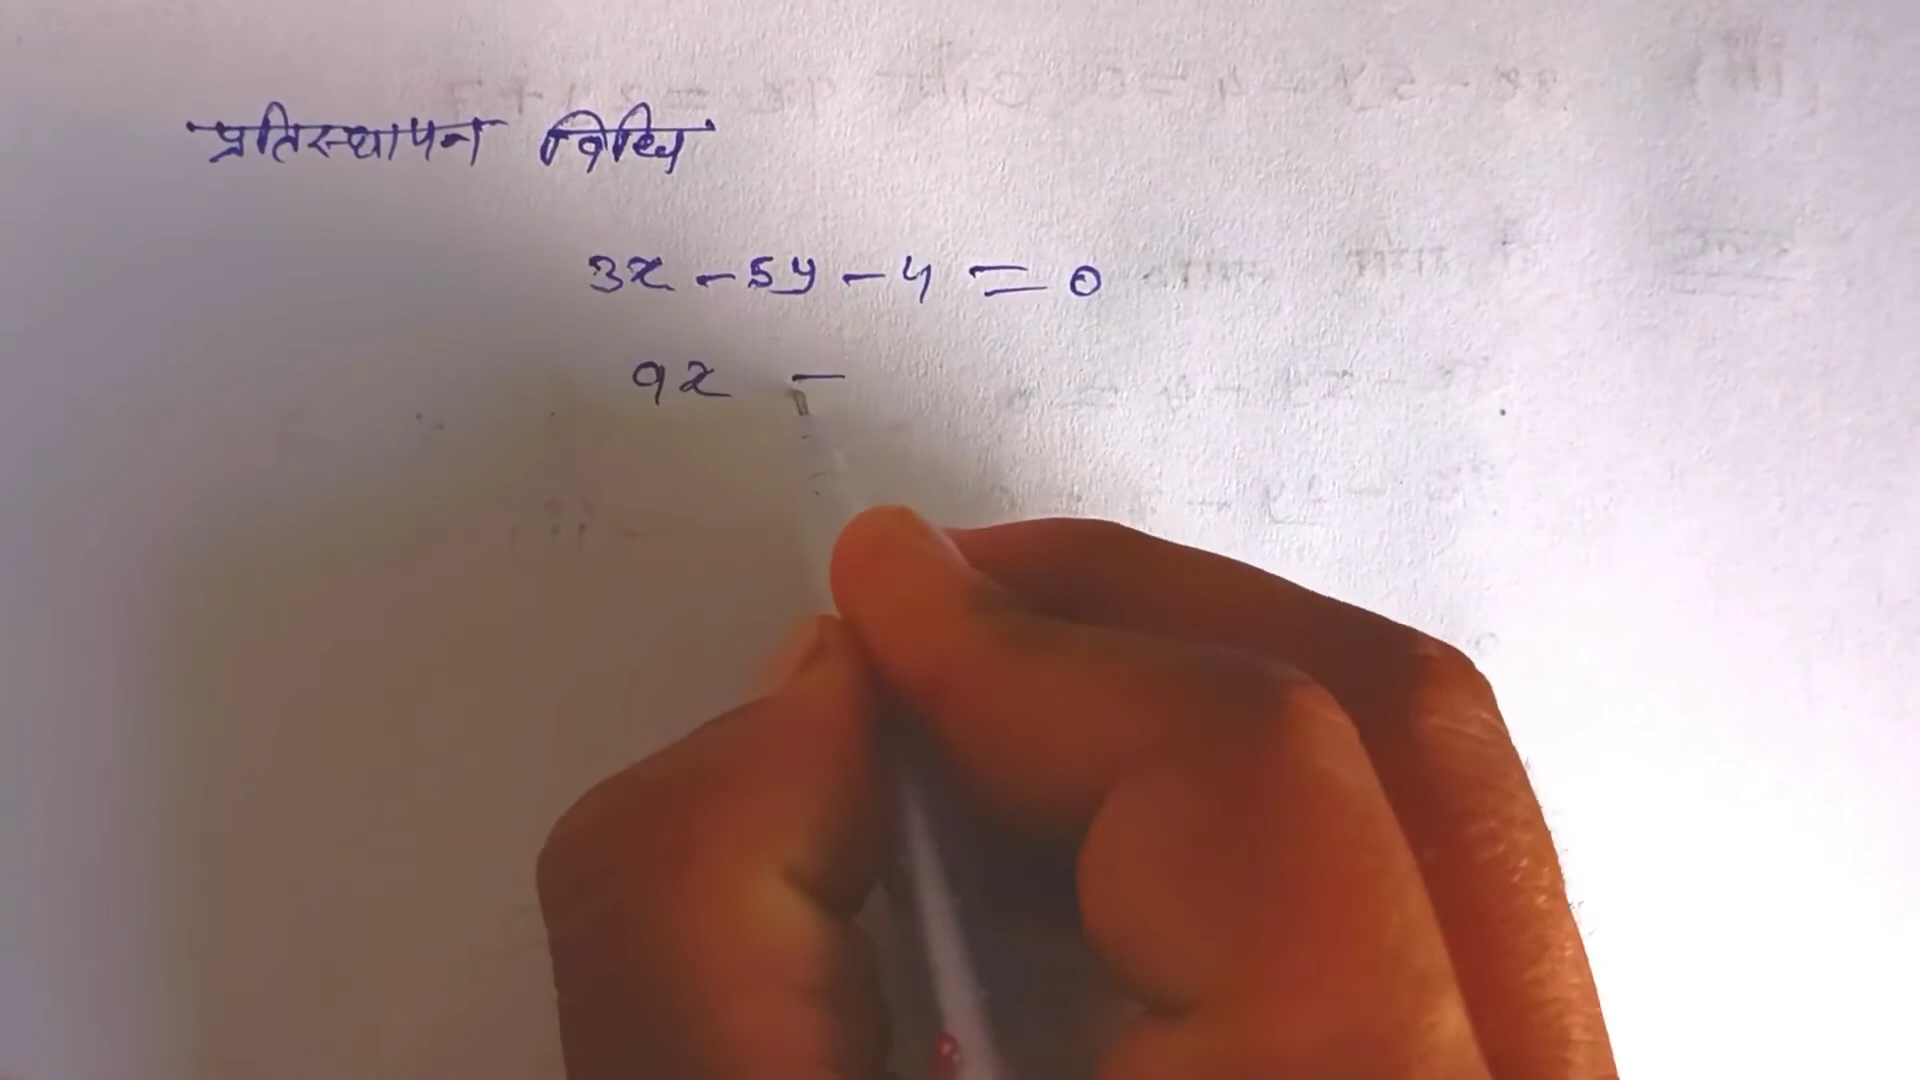 प्रतिस्थापन विधि
3x - 5y - 4 = 0
9x -